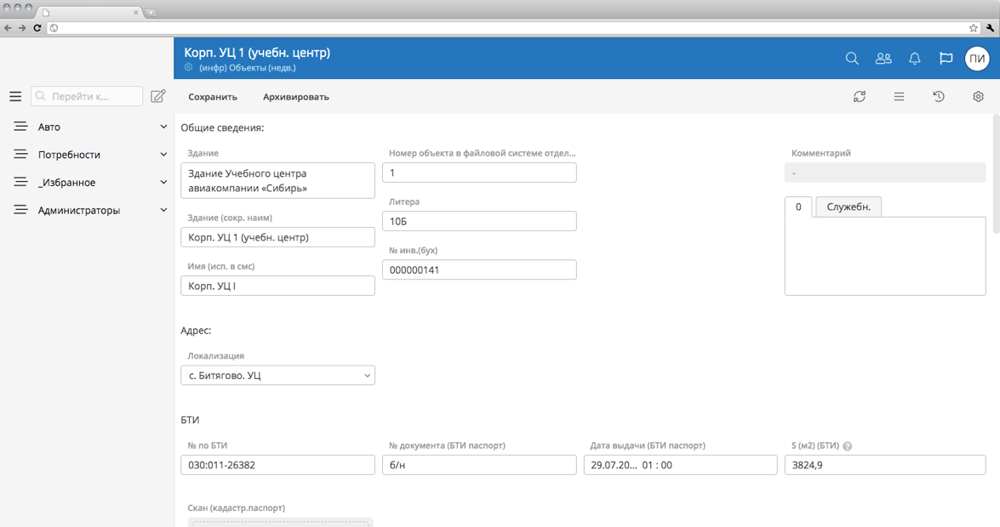 Корп. УЦ 1 (учебн. центр)
(инфр) Объекты (недв.)
ПИ
Перейти к...
Сохранить
Архивировать
Авто
Потребности
_Избранное
Администраторы
Общие сведения:
Здание
Здание Учебного центра
авиакомпании «Сибирь»
Здание (сокр. наим)
Корп. УЦ 1 (учебн. центр)
Имя (исп. в смс)
Корп. УЦ I
Номер объекта в файловой системе отдел...
1
Литера
10Б
№ инв.(бух)
000000141
Комментарий
-
0
Служебн.
Адрес:
Локализация
с. Битягово. УЦ
БТИ
№ по БТИ
030:011-26382
№ документа (БТИ паспорт)
б/н
Дата выдачи (БТИ паспорт)
29.07.20... 01 : 00
S (м2) (БТИ) ?
3824,9
Скан (кадастр.паспорт)